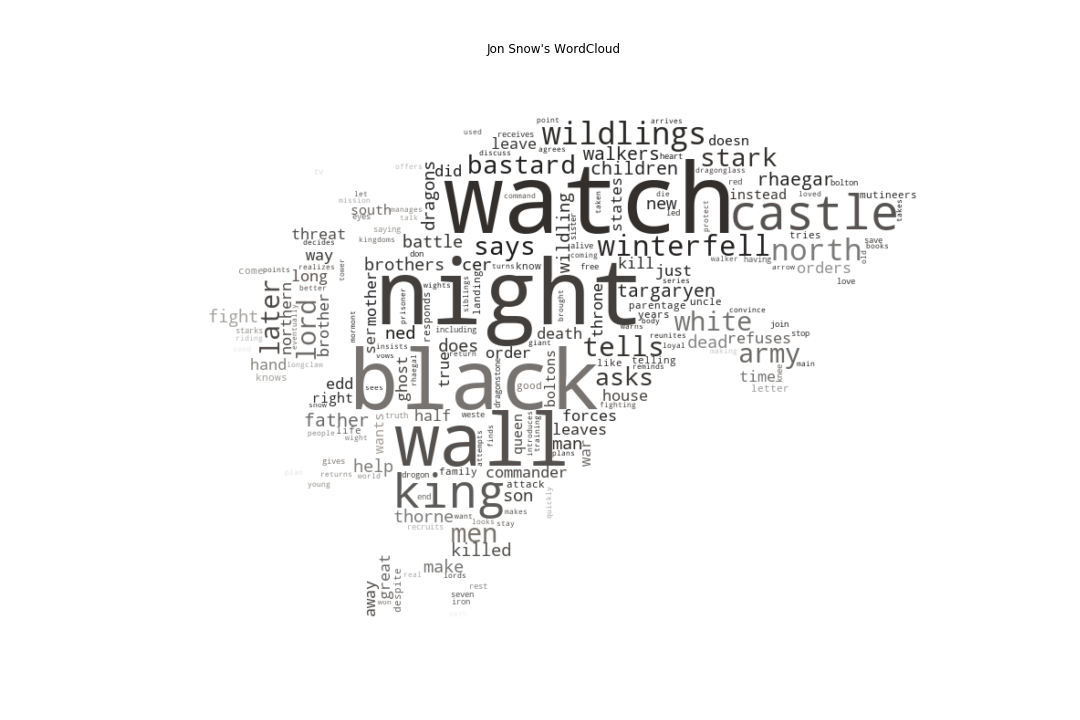 Jon Snow's WordCloud
point
arrives
used
receives
wildlings
leave
doesn
discuss
agrees
walkers
heart
stark
offers
did
bastard
children
dragonglass
TV
dragons
watch
command
taken
states
die
new
led
protect
red
rhaegar
bolton
instead
loved
mutineers
let
mission
south
manages
eyes
talk
castle
takes
saying
wildling
sister
threat
decides
kingdoms
battle
says
alive
winterfell
north
tries
save
books
old
way
don
coming
realizes
tower
brothers
cer
turns
know
free
kill
just
walker
having
arrow
orders
come
points
long
series
love
better
night
wights
siblings
landing
brought
throne
targaryen
prisoner
responds
parentage
uncle
fight
later
northern
eventually
lord
brother
mormont
sermother
years
body
warns
white
convince
starks
riding
ned
including
death
giant
join
stop
insists
vows
does
return
order
tells
reunites
loyal
dead
refuses
making
army
main
hand
longclaw
knows
ghost
rhaegal
true
dragonstone
boltons
like
telling
reminds
time
knee
letter
edd
right
snow
sees
black
good
asks
house
fighting
father
people
life
wight
wants
truth
half
weste
forces
wall
attempts
finds
queen
introduces
training
leaves
man
plans
war
gives
help
returns
world
young
plan
drogon
family
commander
king
end
attack
son
quickly
thorne
want
makes
recruits
looks
stay
men
killed
away
great
despite
won
real
make
lords
rest
seven
iron